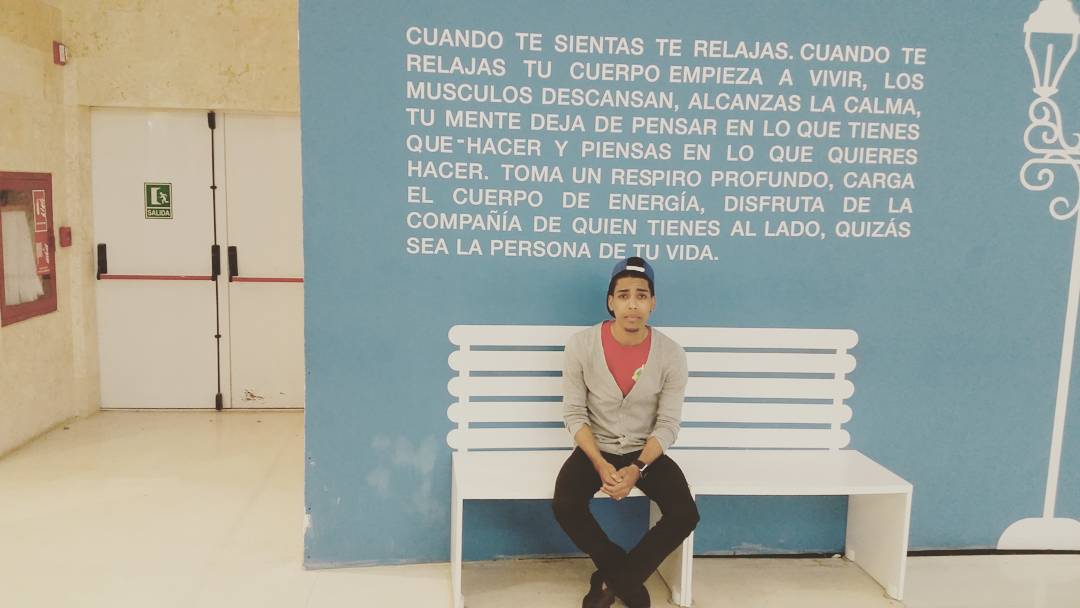 CUANDO TE SIENTAS TE RELAJAS. CUANDO TE
RELAJAS TU CUERPO EMPIEZA A VIVIR, LOS
MUSCULOS DESCANSAN, ALCANZAS LA CALMA,
TU MENTE DEJA DE PENSAR EN LO QUE TIENES
QUE HACER Y PIENSAS EN LO QUE QUIERES
HACER. TOMA UN RESPIRO PROFUNDO, CARGA
EL CUERPO DE ENERGÍA, DISFRUTA DE LA
COMPAÑÍA DE QUIEN TIENES AL LADO, QUIZÁS
SEA LA PERSONA DE TU VIDA.
SALIDA